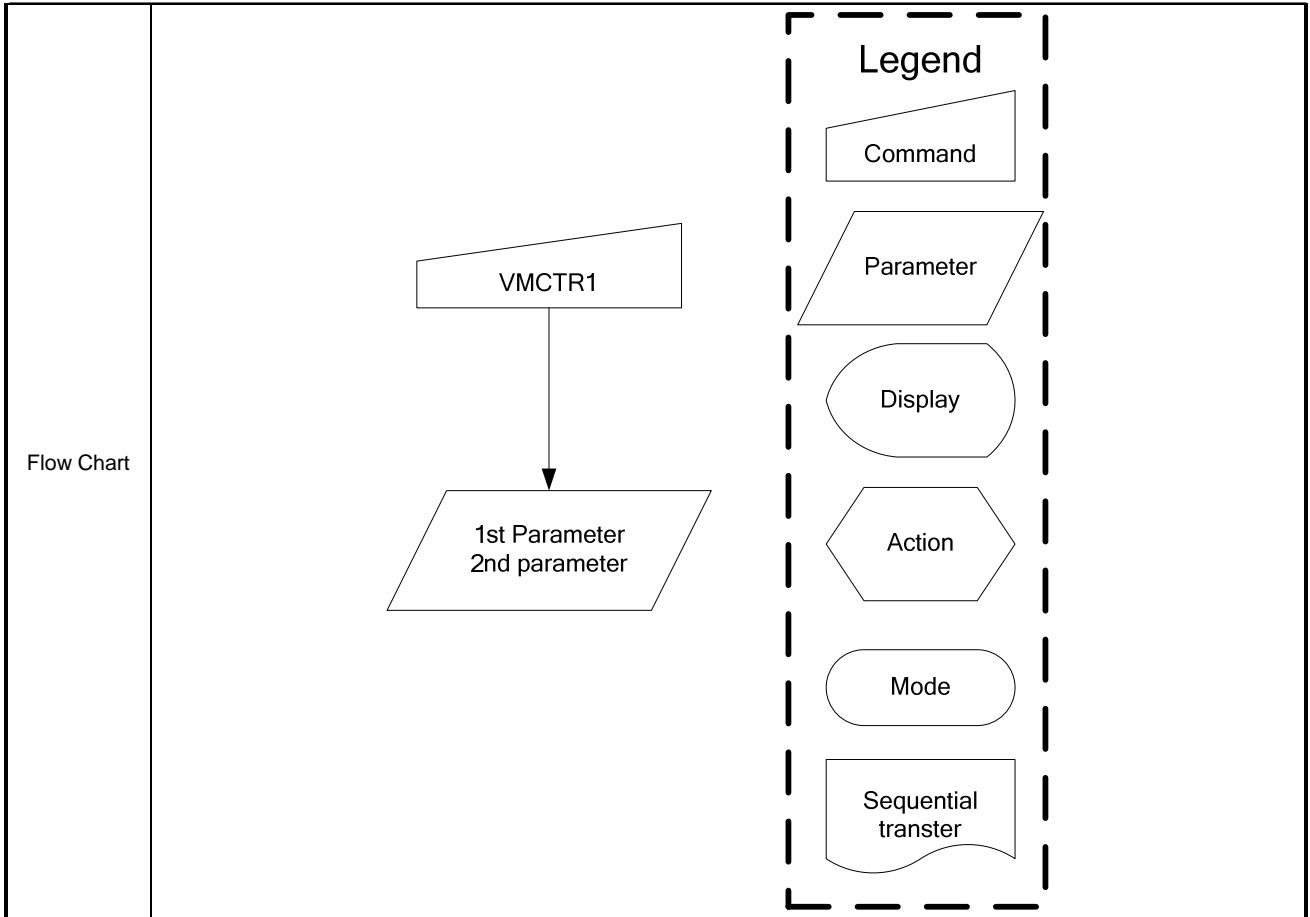 Flow Chart
VMCTR1
1st Parameter
2nd parameter
Legend
Command
Parameter
Display
Action
Mode
Sequential
transter